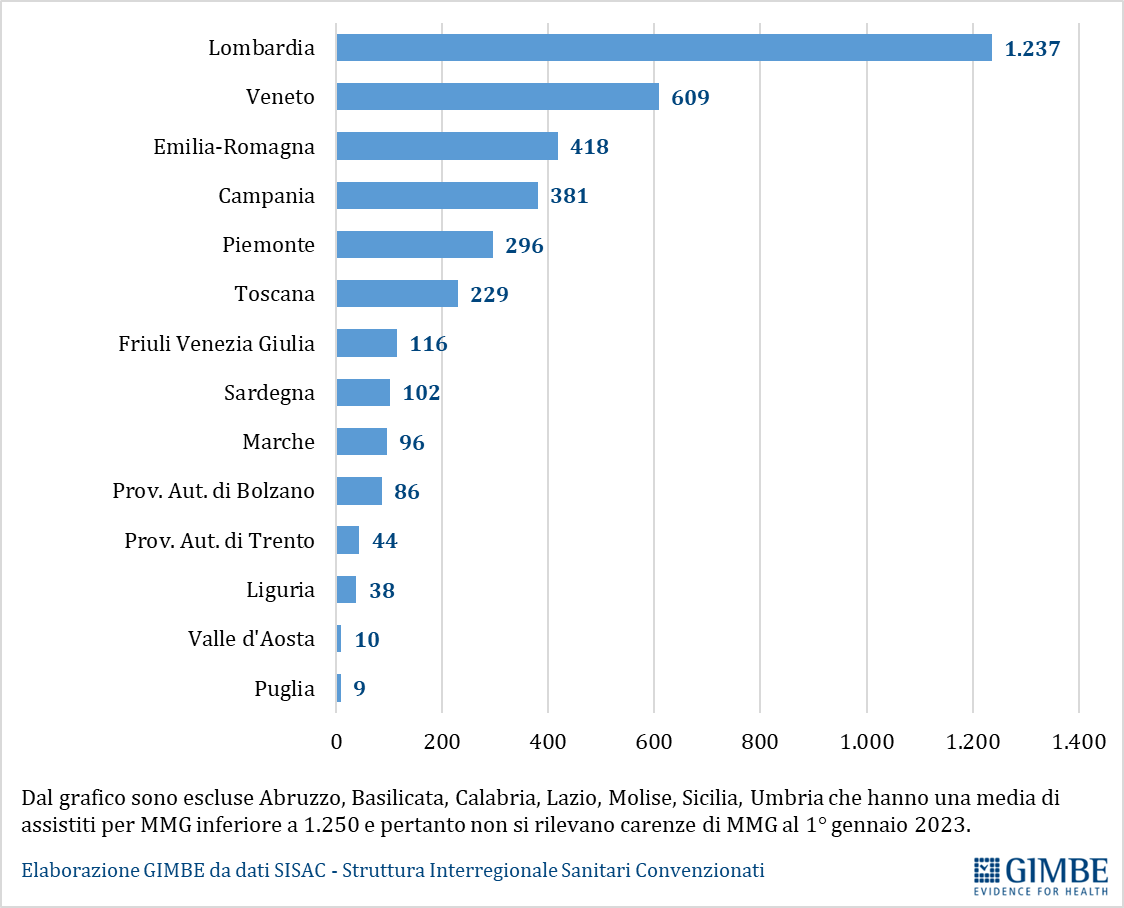 Lombardia 1.237
Veneto 609
Emilia-Romagna 418
Campania 381
Piemonte 296
Toscana 229
Friuli Venezia Giulia 116
Sardegna 102
Marche 96
Prov. Aut. di Bolzano 86
Prov. Aut. di Trento 44
Liguria 38
Valle d'Aosta 10
Puglia 9
0 200 400 600 800 1.000 1.200 1.400
Dal grafico sono escluse Abruzzo, Basilicata, Calabria, Lazio, Molise, Sicilia, Umbria che hanno una media di
assistiti per MMG inferiore a 1.250 e pertanto non si rilevano carenze di MMG al 1° gennaio 2023.
Elaborazione GIMBE da dati SISAC - Struttura Interregionale Sanitari Convenzionati
GIMBE
EVIDENCE FOR HEALTH